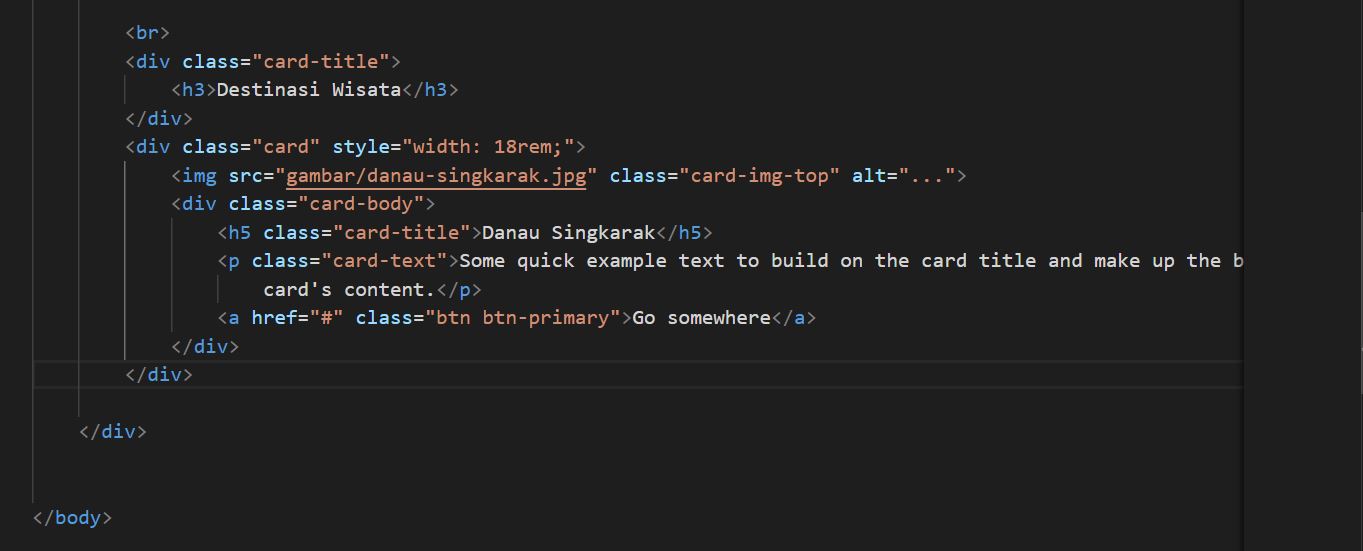 <br>
<div class="card-title">
<h3>Destinasi Wisata</h3>
</div>
<div class="card" style="width: 18rem;">
<img src="gambar/danau-singkarak.jpg" class="card-img-top" alt="...">
<div class="card-body">
<h5 class="card-title">Danau Singkarak</h5>
<p class="card-text">Some quick example text to build on the card title and make up the b
card's content.</p>
<a href="#" class="btn btn-primary">Go somewhere</a>
</div>
</div>
</div>
</body>